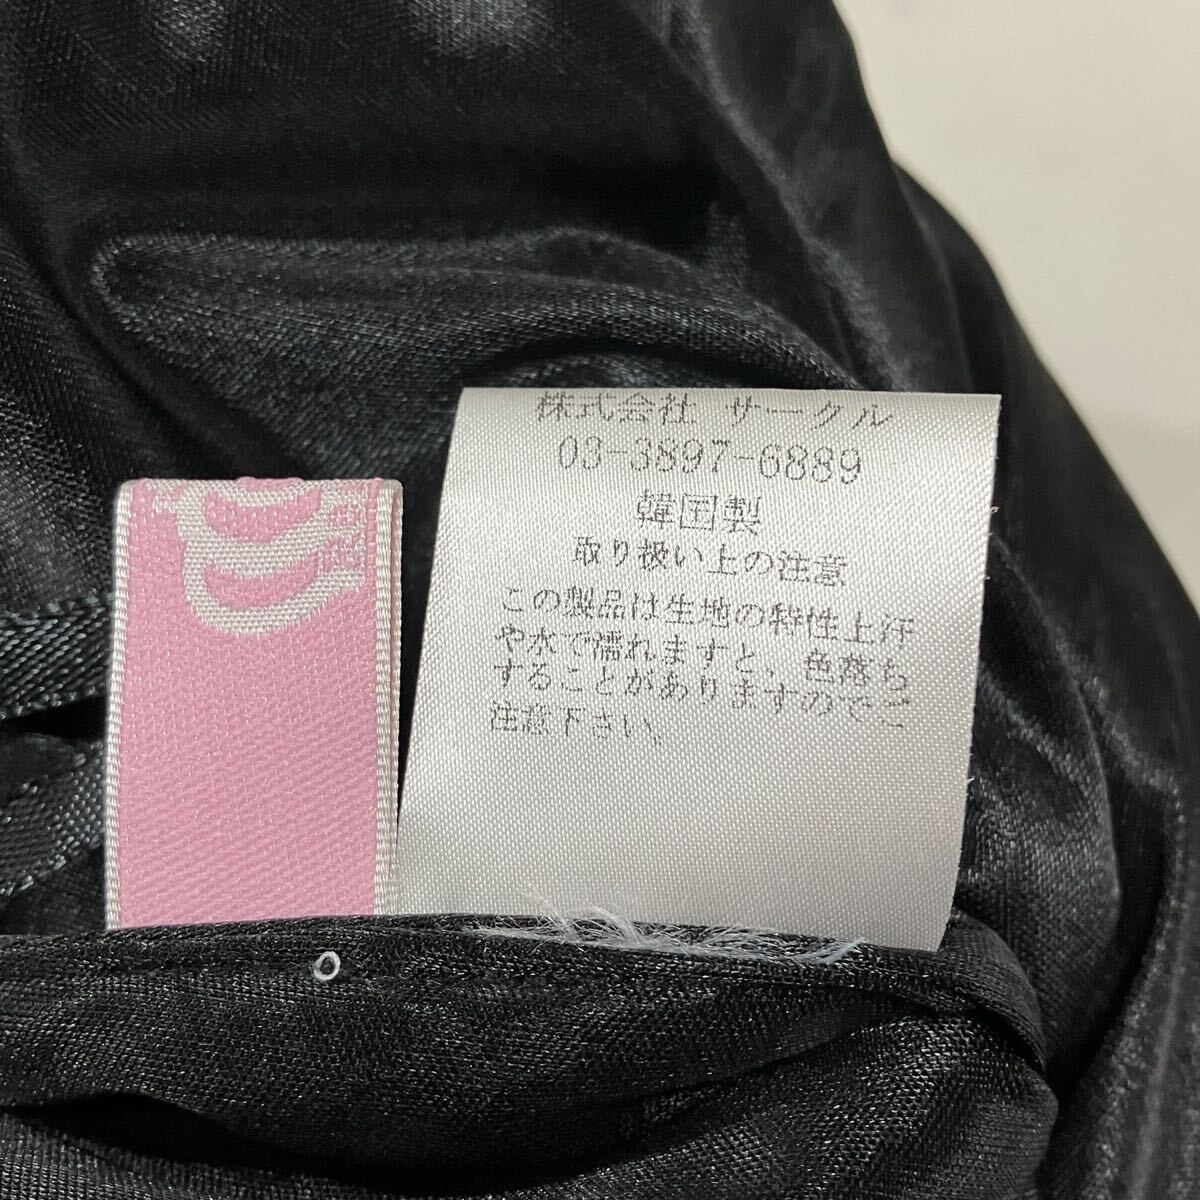 株式会社 サークル
03-3897-6889
韓国製
取り扱い上の注意
この製品は生地の特性上汗
や水で濡れますと、色落ち
することがありますのでご
注意下さい、